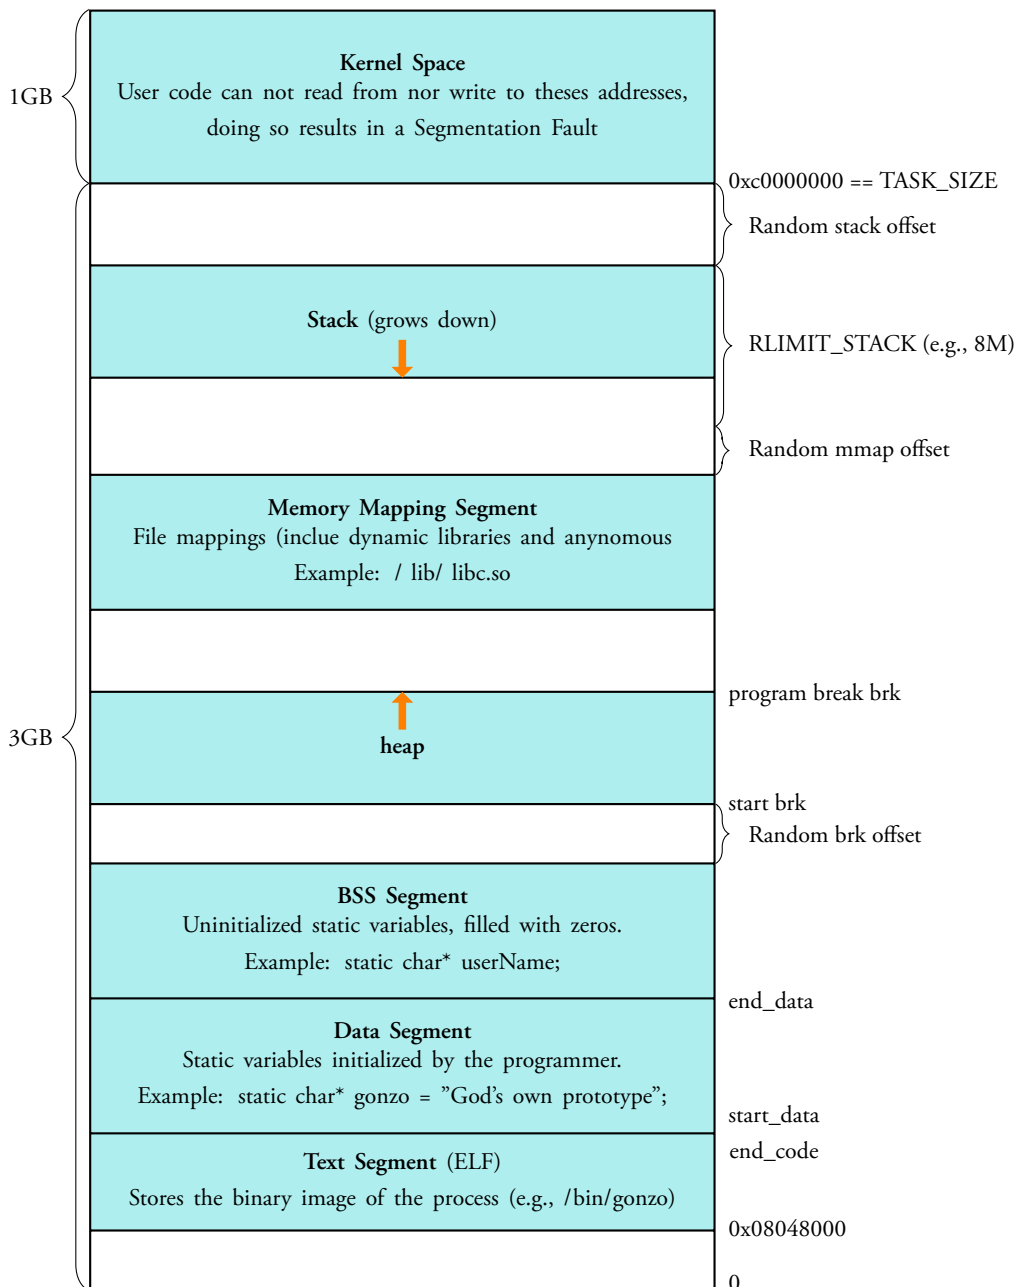 Kernel Space
1GB
User code can not read from nor write to theses addresses,
doing so results in a Segmentation Fault
0xc0000000 == TASK_SIZE
Random stack offset
Stack (grows down)
RLIMIT_STACK (e.g., 8M)
Random mmap offset
Memory Mapping Segment
File mappings (inclue dynamic libraries and anynomous
Example: / lib/ libc.so
program break brk
3GB
heap
start brk
Random brk offset
BSS Segment
Uninitialized static variables, filled with zeros.
Example: static char* userName;
end_data
Data Segment
Static variables initialized by the programmer.
Example: static char* gonzo = ”God's own prototype”;
start_data
end_code
Text Segment (ELF)
Stores the binary image of the process (e.g., /bin/gonzo)
0x08048000
0